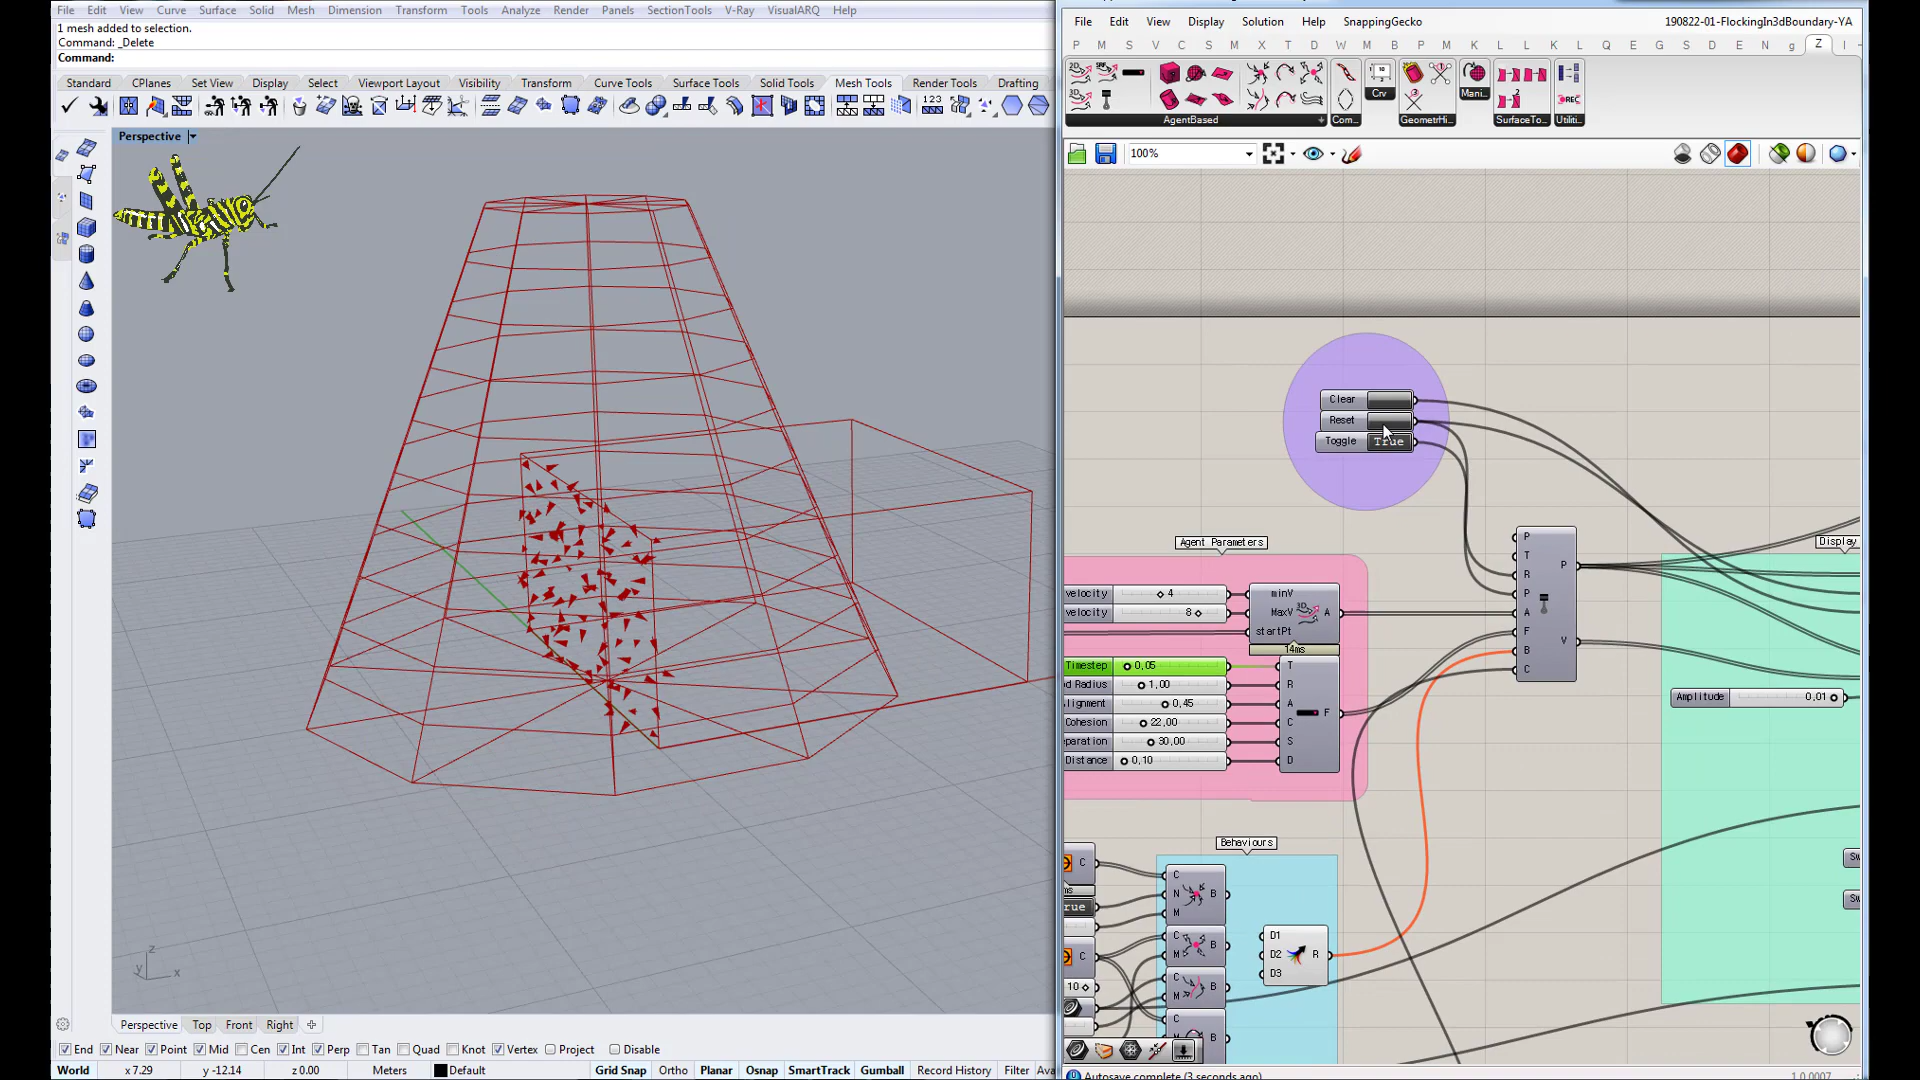 File Edit View Curve Surface Solid Mesh Dimension Transform Tools Analyze Render Panels SectionTools V-Ray VisualARQ Help
1 mesh added to selection.
Command: _Delete
Command:
Standard CPlanes Set View Display Select Viewport Layout Visibility Transform Curve Tools Surface Tools Solid Tools Mesh Tools Render Tools Drafting
Perspective
z
y
x
Perspective Top Front Right
End Near Point Mid Cen Int Perp Tan Quad Knot Vertex Project Disable
World x 7.29 y -12.14 z 0.00 Meters Default Grid Snap Ortho Planar Osnap SmartTrack Gumball Record History Filter
File Edit View Display Solution Help SnappingGecko 190822-01-FlockingIn3dBoundary-YA
P M S V X C S W X T D W M B P M K L K L Q E G S D E N g Z I
AgentBased Com... Crv GeometrHi... Mani... SurfaceTo... Utiliti...
100%
Clear
Reset
Toggle True
Agent Parameters
velocity 4
velocity 8
minV
MaxV
startPt
A
14ms
Timestep 0,05
od Radius 1,00
lignment 0,45
Cohesion 22,00
paration 30,00
Distance 0,10
T
R
A
C
S
D
F
P
T
R
P
A
F
B
C
P
V
Display
Amplitude 0,01
Behaviours
C
ms
rue
C
10
C
N
M
B
C
M
B
C
M
B
C
B
D1
D2
D3
R
Autosave complete (3 seconds ago)
1.0.0007